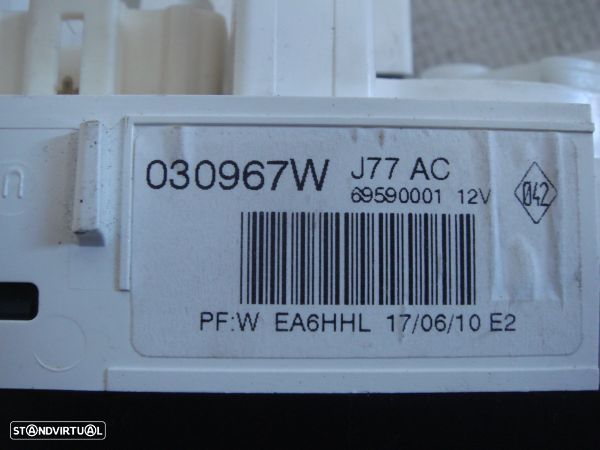 030967W J77 AC
69590001 12V
042
PF:W EA6HHL 17/06/10 E2
STANDVIRTUAL